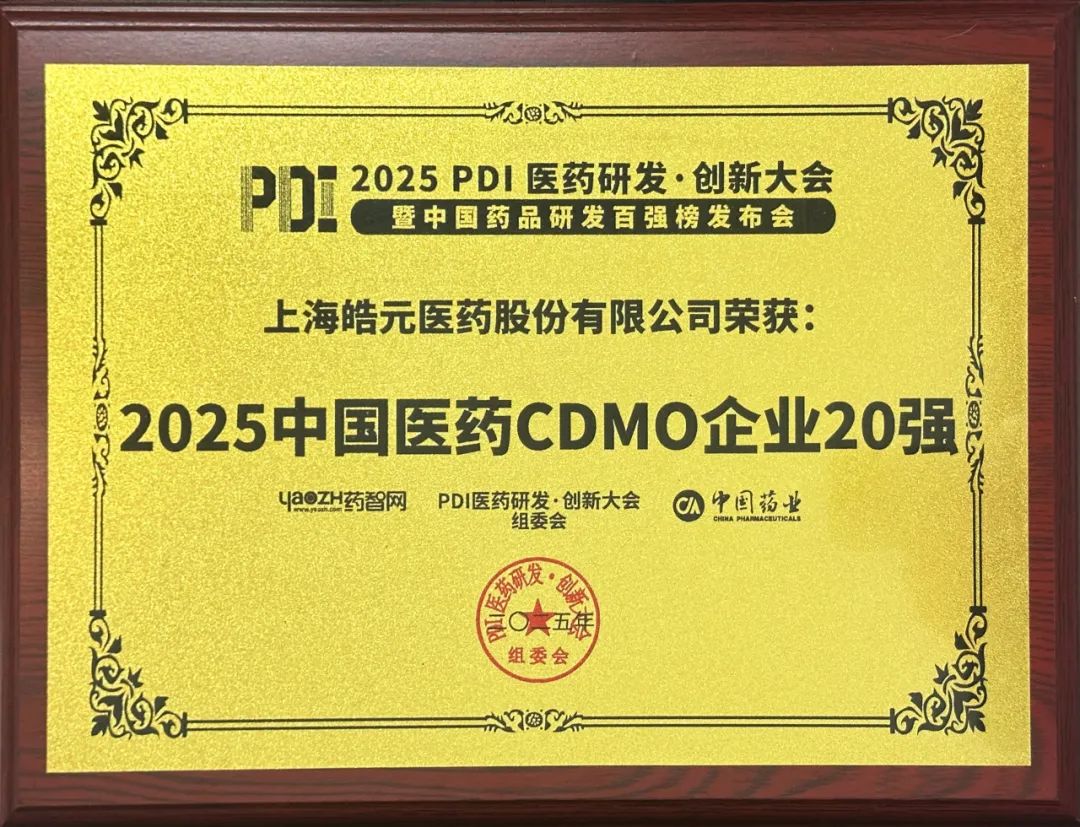 PDI
2025 PDI 医药研发·创新大会
暨中国药品研发百强榜发布会
上海皓元医药股份有限公司荣获：
2025中国医药CDMO企业20强
yaozh药智网
www.yaozh.com
PDI医药研发·创新大会
组委会
中国药业
CHINA PHARMACEUTICALS
PDI医药研发·创新大会
二〇二五年
组委会